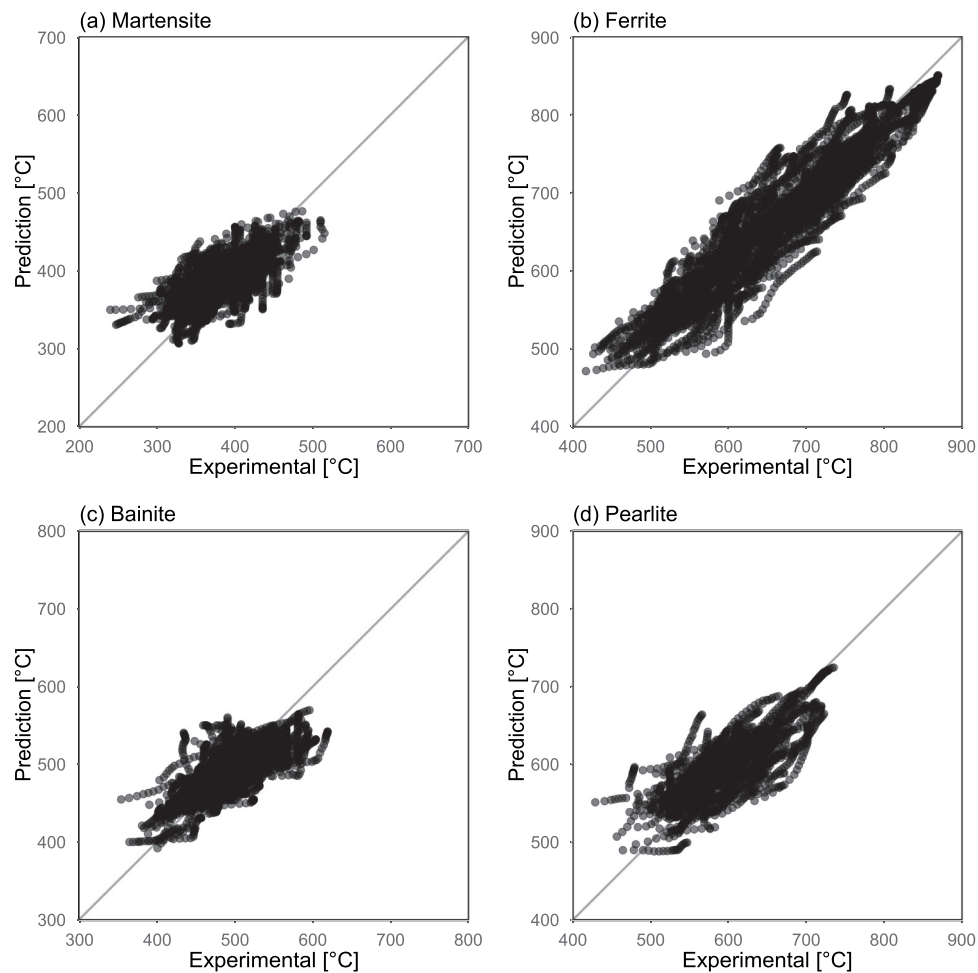 (a) Martensite
700
600
500
400
300
200
200 300 400 500 600 700
Prediction [°C]
Experimental [°C]
(b) Ferrite
900
800
700
600
500
400
400 500 600 700 800 900
Prediction [°C]
Experimental [°C]
(c) Bainite
800
700
600
500
400
300
300 400 500 600 700 800
Prediction [°C]
Experimental [°C]
(d) Pearlite
900
800
700
600
500
400
400 500 600 700 800 900
Prediction [°C]
Experimental [°C]